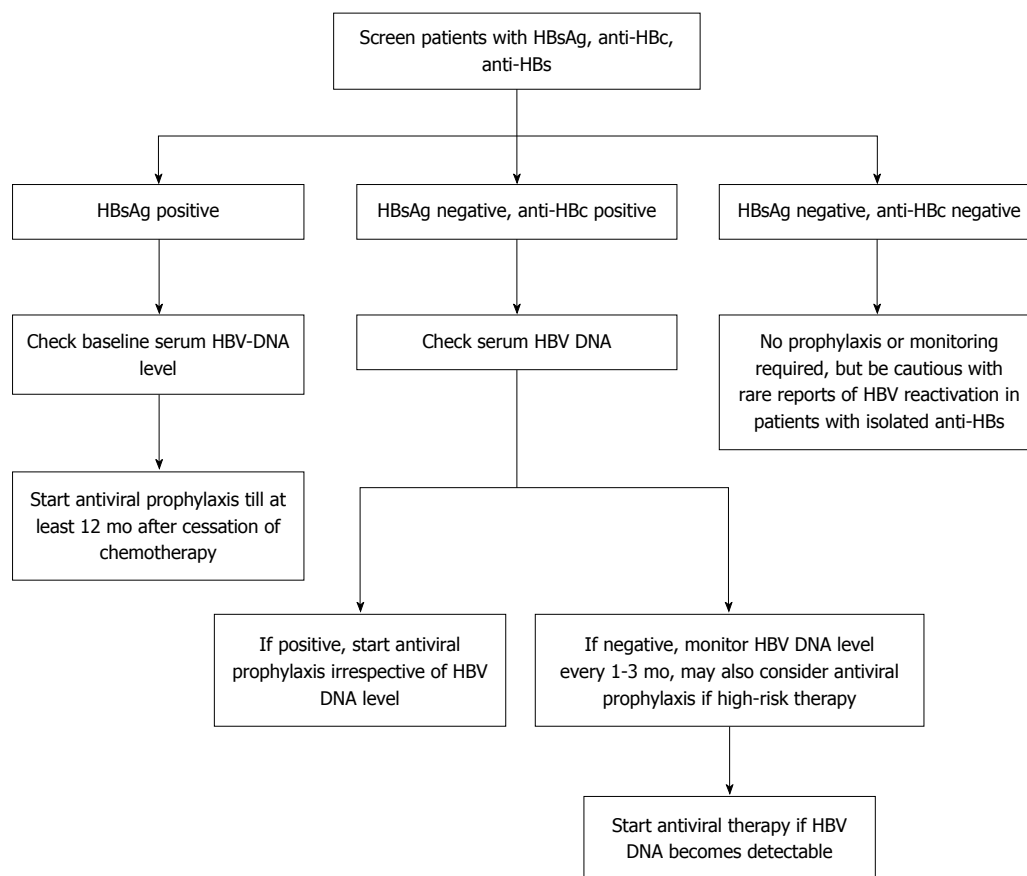 Screen patients with HBsAg, anti-HBc,
anti-HBs
HBsAg positive
HBsAg negative, anti-HBc positive
HBsAg negative, anti-HBc negative
Check baseline serum HBV-DNA
level
Check serum HBV DNA
No prophylaxis or monitoring
required, but be cautious with
rare reports of HBV reactivation in
patients with isolated anti-HBs
Start antiviral prophylaxis till at
least 12 mo after cessation of
chemotherapy
If positive, start antiviral
prophylaxis irrespective of HBV
DNA level
If negative, monitor HBV DNA level
every 1-3 mo, may also consider antiviral
prophylaxis if high-risk therapy
Start antiviral therapy if HBV
DNA becomes detectable